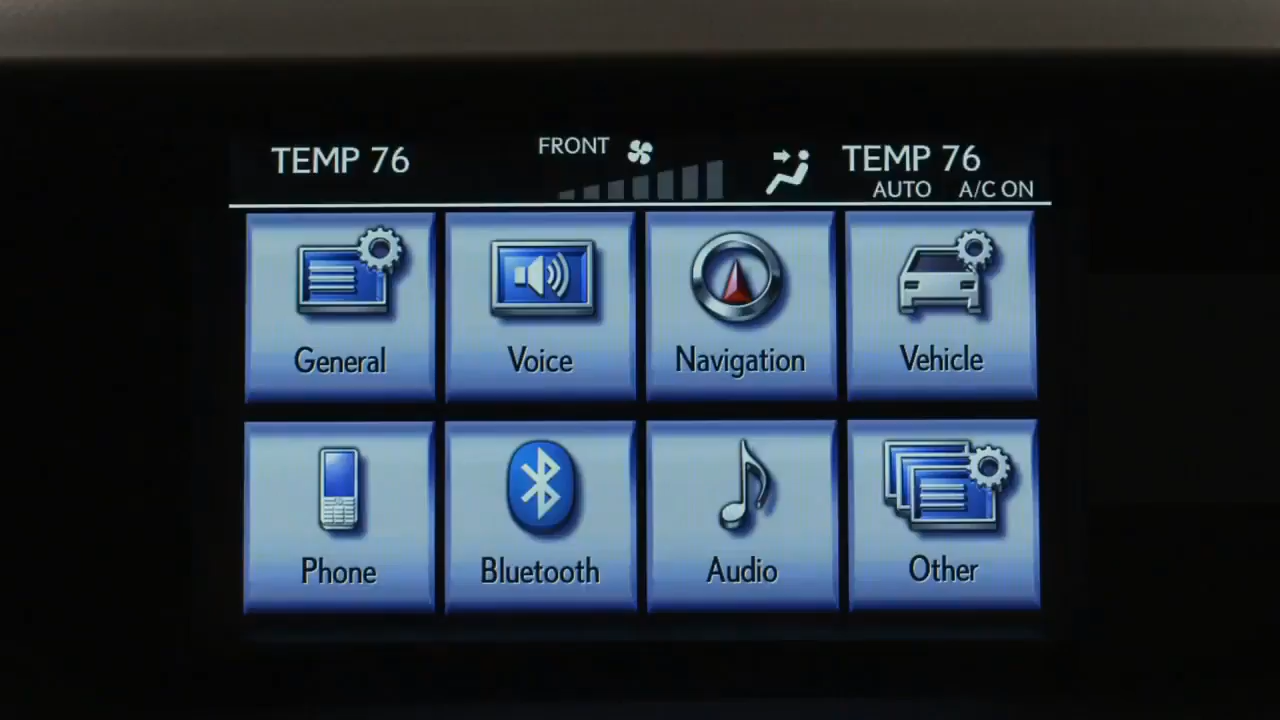 TEMP 76
FRONT
TEMP 76
AUTO A/C ON
General
Voice
Navigation
Vehicle
Phone
Bluetooth
Audio
Other